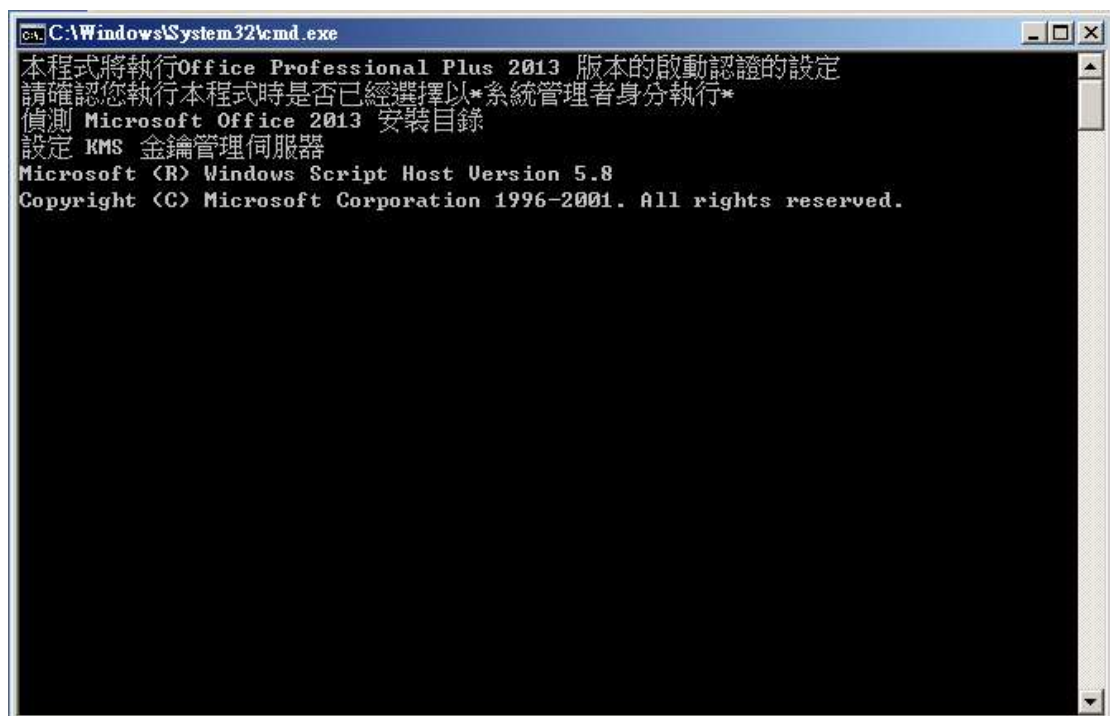 C:\Windows\System32\cmd.exe
本程式將執行Office Professional Plus 2013 版本的啟動認證的設定
請確認您執行本程式時是否已經選擇以*系統管理者身分執行*
偵測 Microsoft Office 2013 安裝目錄
設定 KMS 金鑰管理伺服器
Microsoft (R) Windows Script Host Version 5.8
Copyright (C) Microsoft Corporation 1996-2001. All rights reserved.